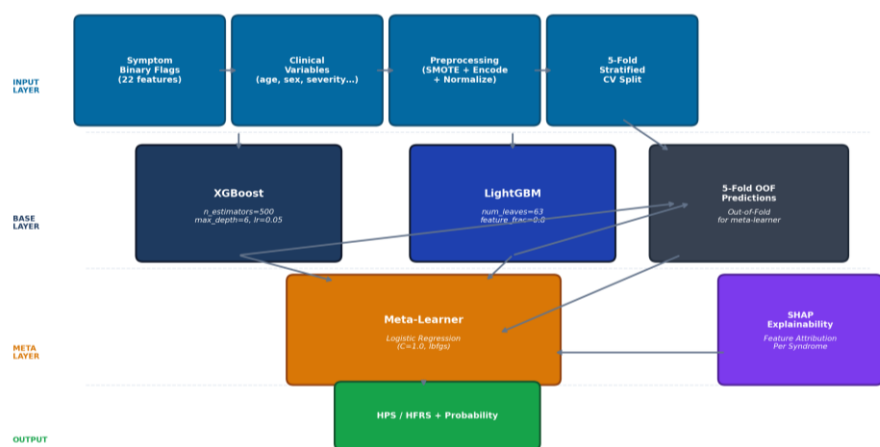 Symptom
Binary Flags
(22 features)
Clinical
Variables
(age, sex, severity...)
Preprocessing
(SMOTE + Encode
+ Normalize)
5-Fold
Stratified
CV Split
INPUT
LAYER
XGBoost
n_estimators=500
max_depth=6, lr=0.05
LightGBM
num_leaves=63
feature_frac=0.8
5-Fold OOF
Predictions
Out-of-Fold
for meta-learner
BASE
LAYER
Meta-Learner
Logistic Regression
(C=1.0, lbfgs)
SHAP
Explainability
Feature Attribution
Per Syndrome
META
LAYER
HPS / HFRS + Probability
OUTPUT